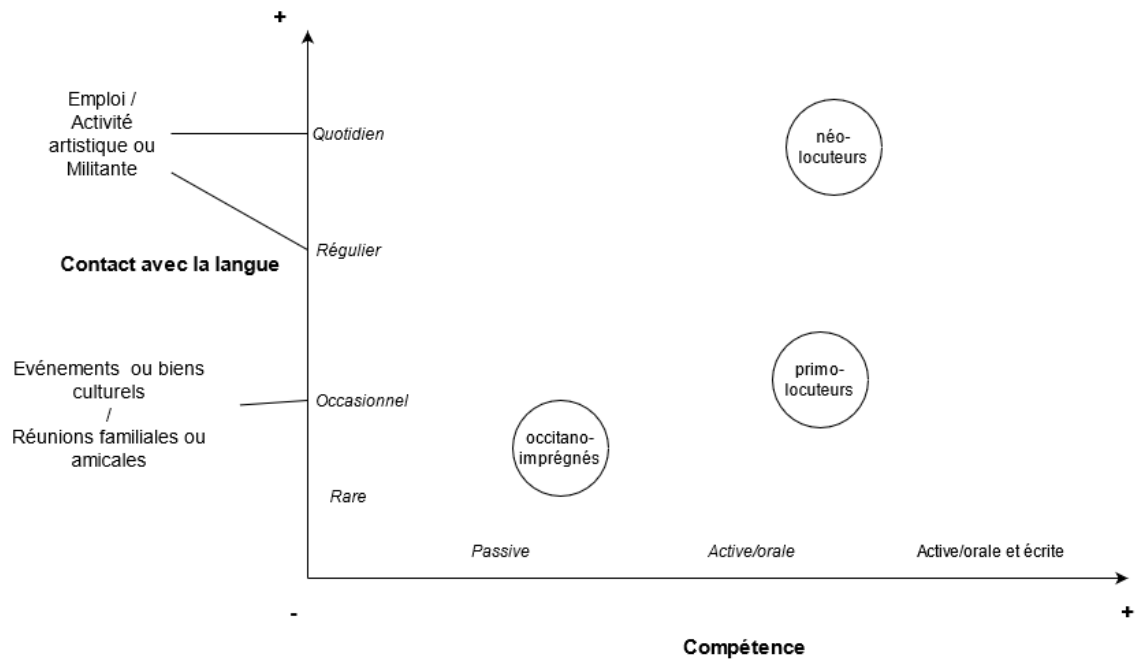 +
Emploi /
Activité
artistique ou
Militante
Quotidien
néo-
locuteurs
Régulier
Contact avec la langue
Evénements ou biens
culturels
/
Réunions familiales ou
amicales
Occasionnel
primo-
locuteurs
occitano-
imprégnés
Rare
Passive
Active/orale
Active/orale et écrite
-
+
Compétence